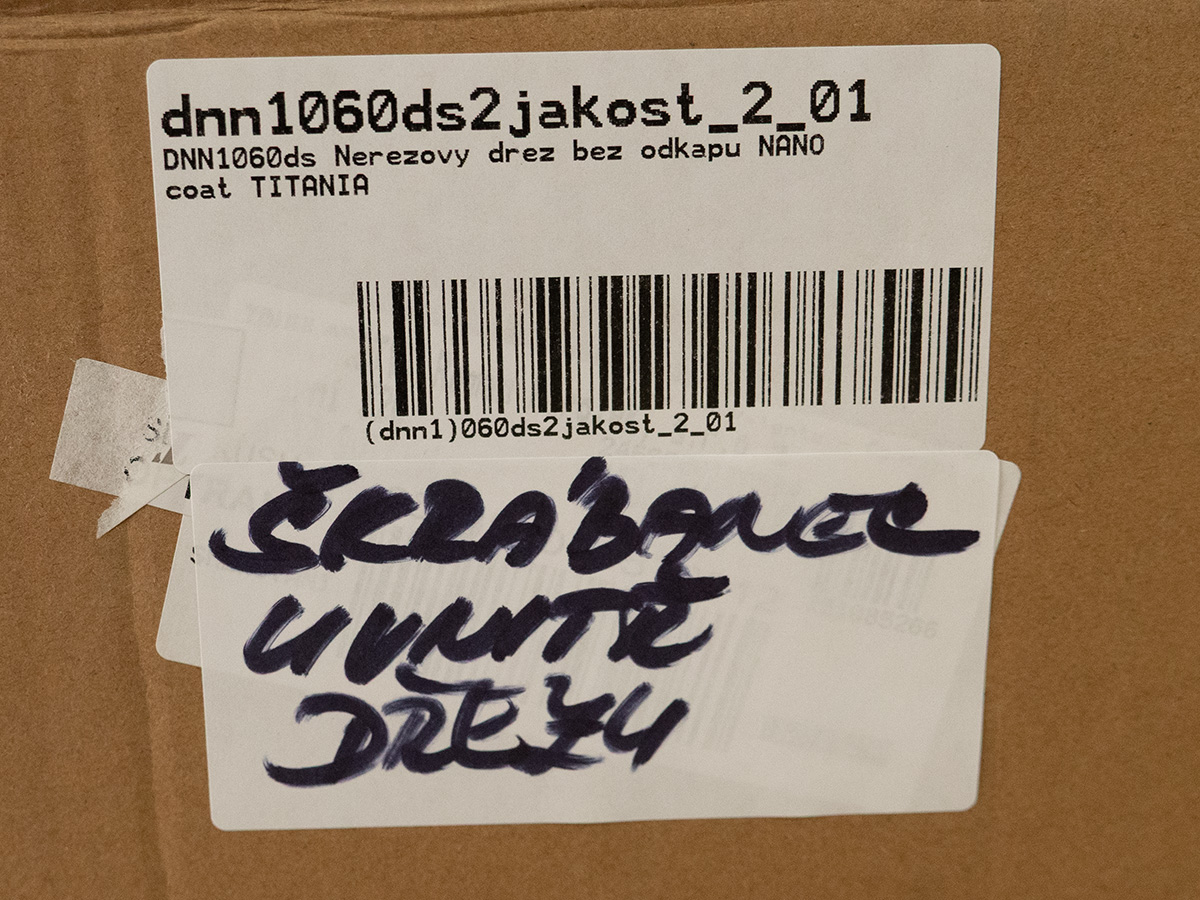 dnn1060ds2jakost_2_01
DNN1060ds Nerezovy drez bez odkapu NANO
coat TITANIA
(dnn1)060ds2jakost_2_01
ŠKRÁBANEC
UVNITŘ
DŘEZU